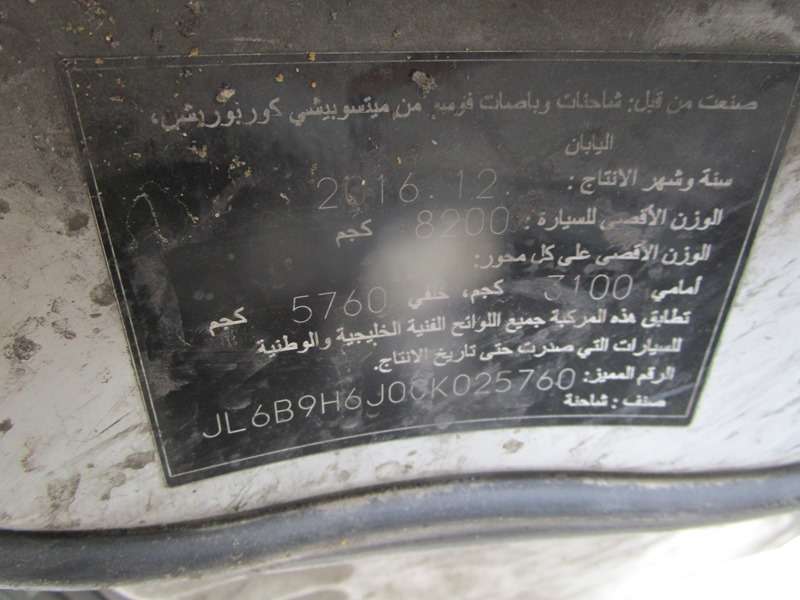 صنعت من قبل: شاحنات وباصات فوسو من ميتسوبيشي كوربوريشن،
اليابان
سنة وشهر الانتاج : 2016.12.
الوزن الأقصى للسيارة : 8200 كجم
الوزن الاقصى على كل محور:
أمامي 3100 كجم، خلفي 5760 كجم
تطابق هذه المركبة جميع اللوائح الفنية الخليجية والوطنية
للسيارات التي صدرت حتى تاريخ الانتاج.
الرقم المميز: JL6B9H6J0GK025760
صنف : شاحنة